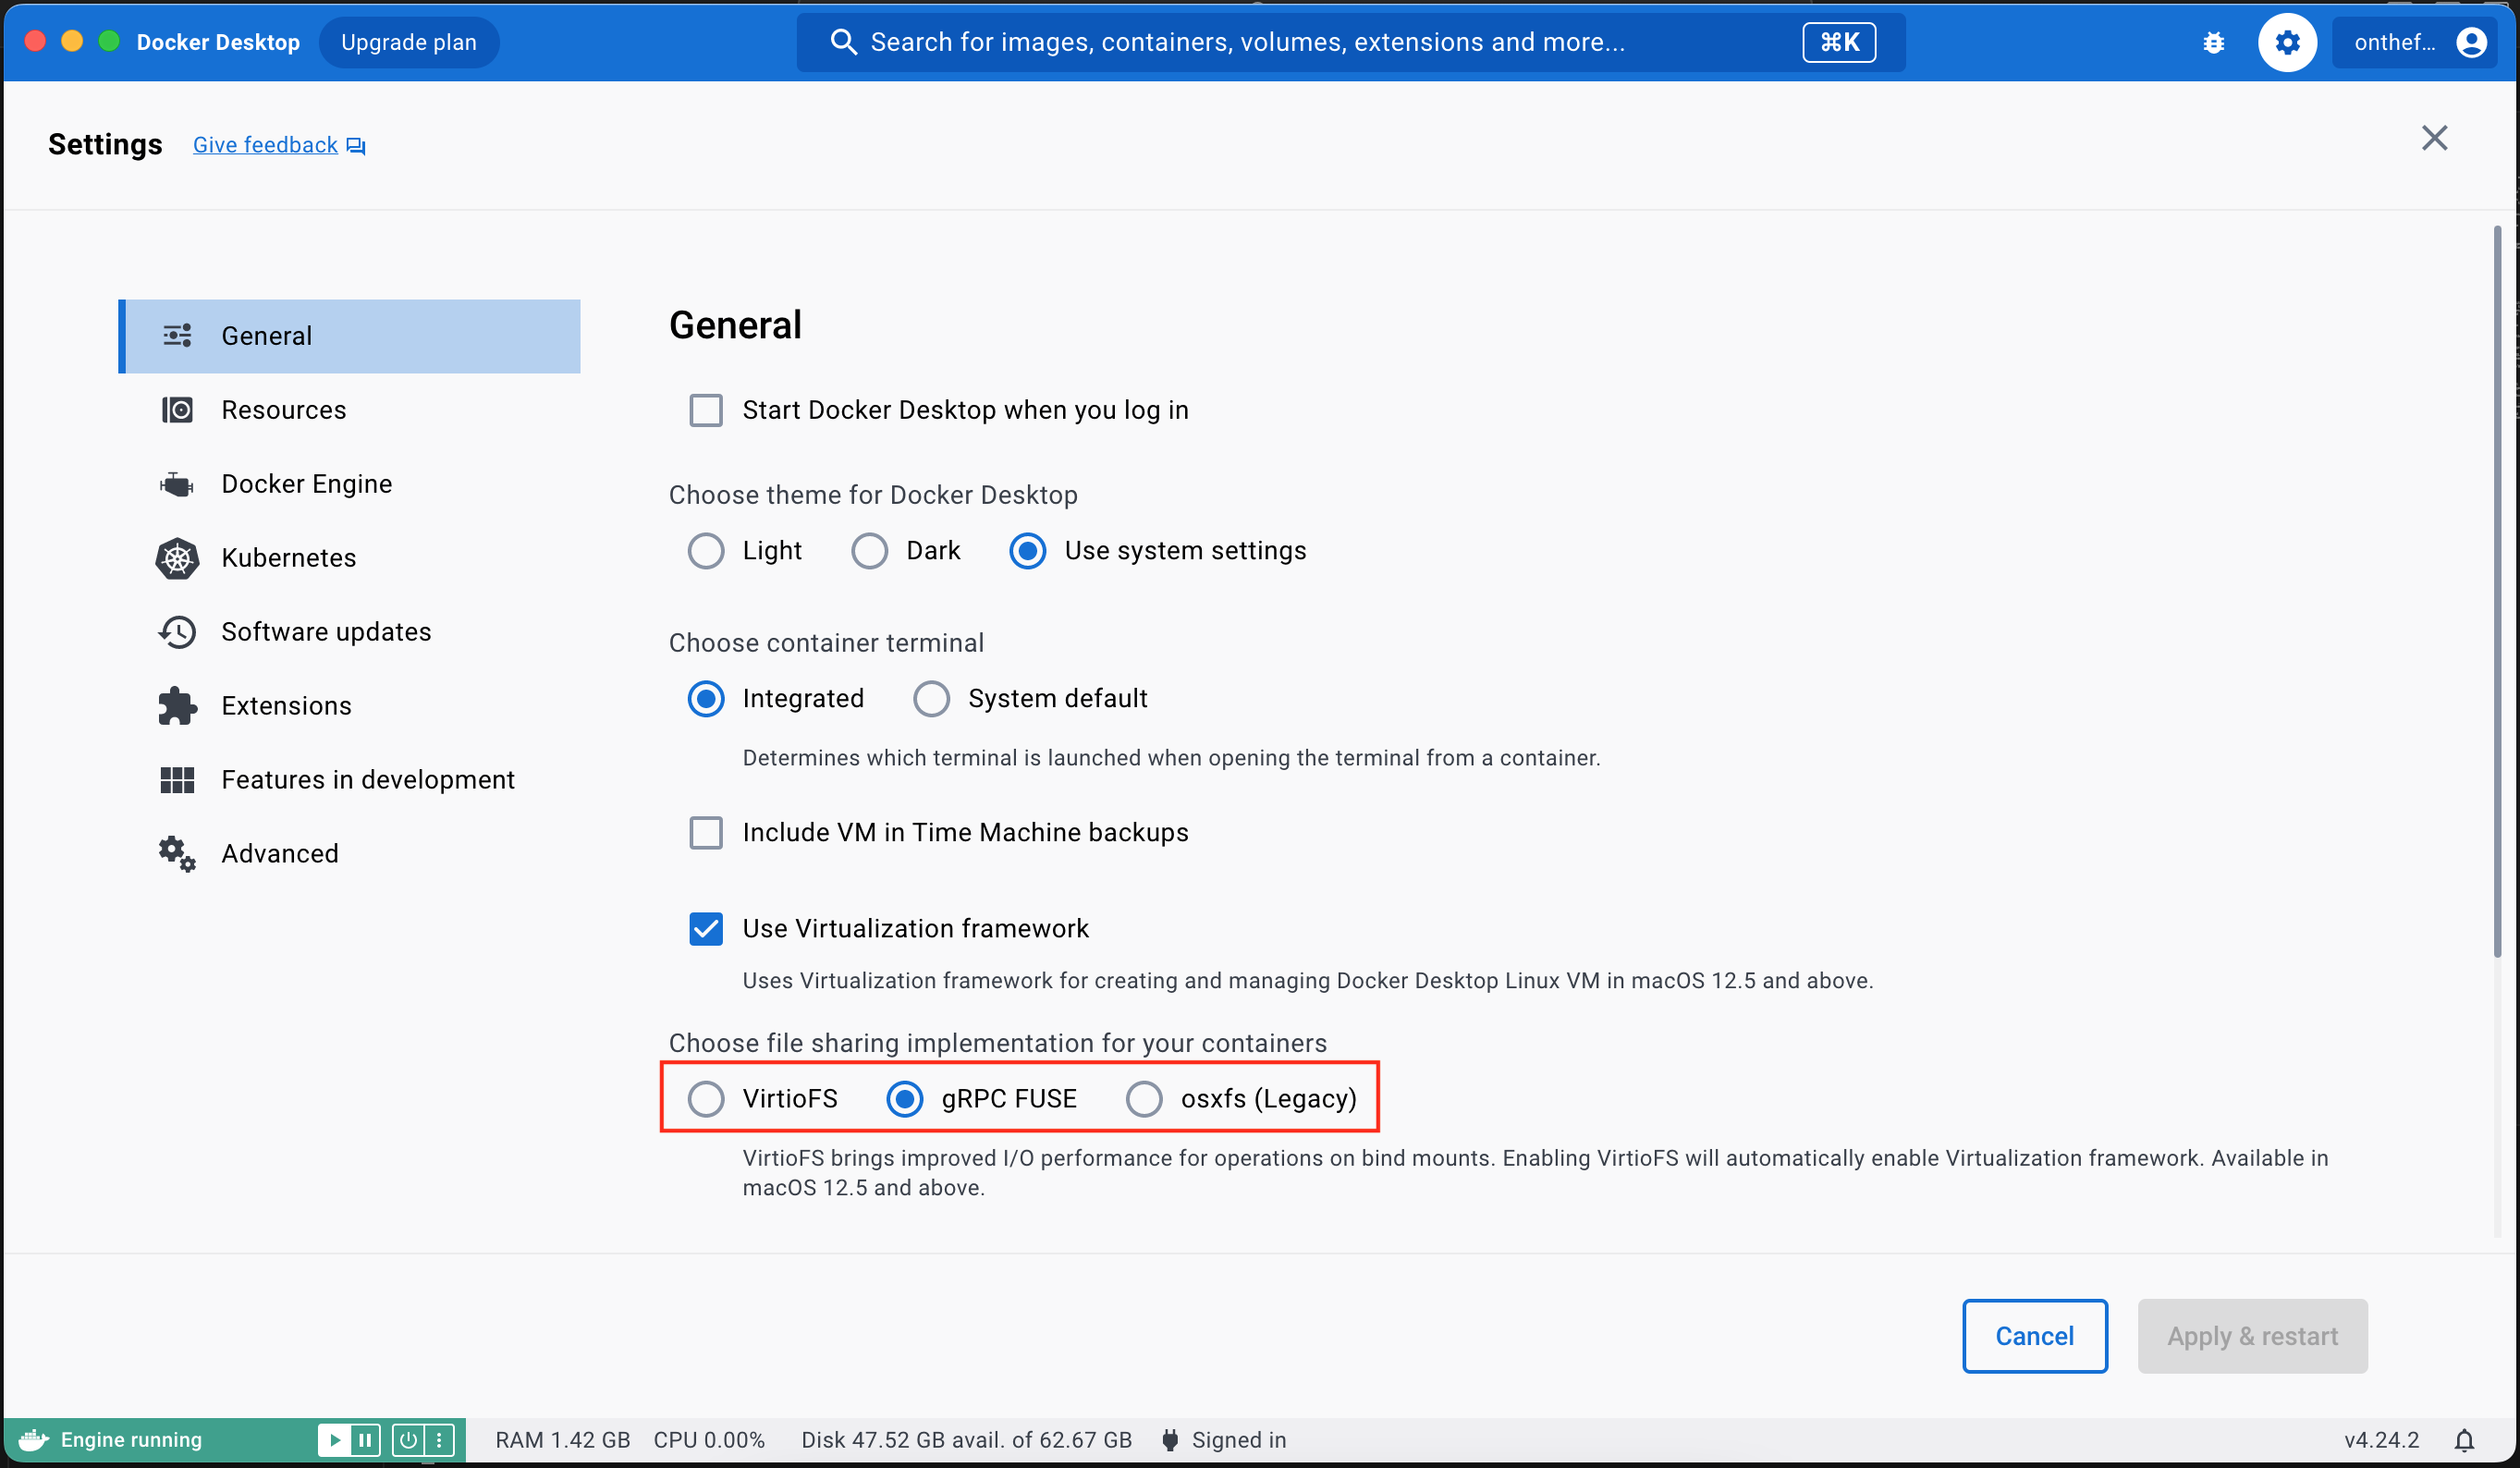 Docker Desktop
Upgrade plan
Search for images, containers, volumes, extensions and more...
⌘K
onthef...
Settings
Give feedback
General
Resources
Docker Engine
Kubernetes
Software updates
Extensions
Features in development
Advanced
General
Start Docker Desktop when you log in
Choose theme for Docker Desktop
Light Dark Use system settings
Choose container terminal
Integrated System default
Determines which terminal is launched when opening the terminal from a container.
Include VM in Time Machine backups
Use Virtualization framework
Uses Virtualization framework for creating and managing Docker Desktop Linux VM in macOS 12.5 and above.
Choose file sharing implementation for your containers
VirtioFS gRPC FUSE osxfs (Legacy)
VirtioFS brings improved I/O performance for operations on bind mounts. Enabling VirtioFS will automatically enable Virtualization framework. Available in
macOS 12.5 and above.
Cancel
Apply & restart
Engine running
RAM 1.42 GB CPU 0.00% Disk 47.52 GB avail. of 62.67 GB Signed in
v4.24.2